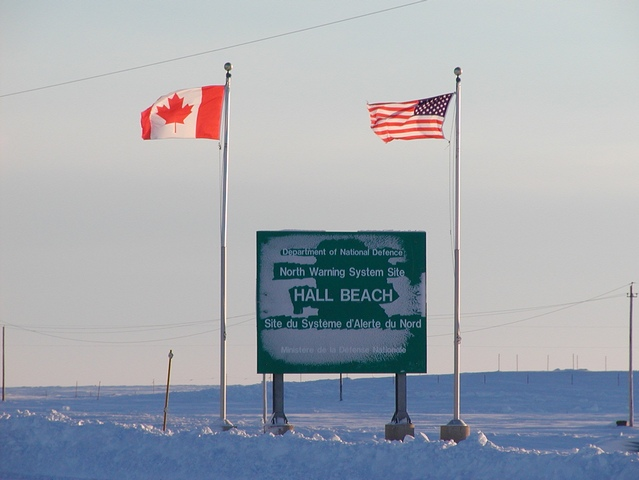 Department of National Defence
North Warning System Site
HALL BEACH
Site du Système d'Alerte du Nord
Ministère de la Défense Nationale